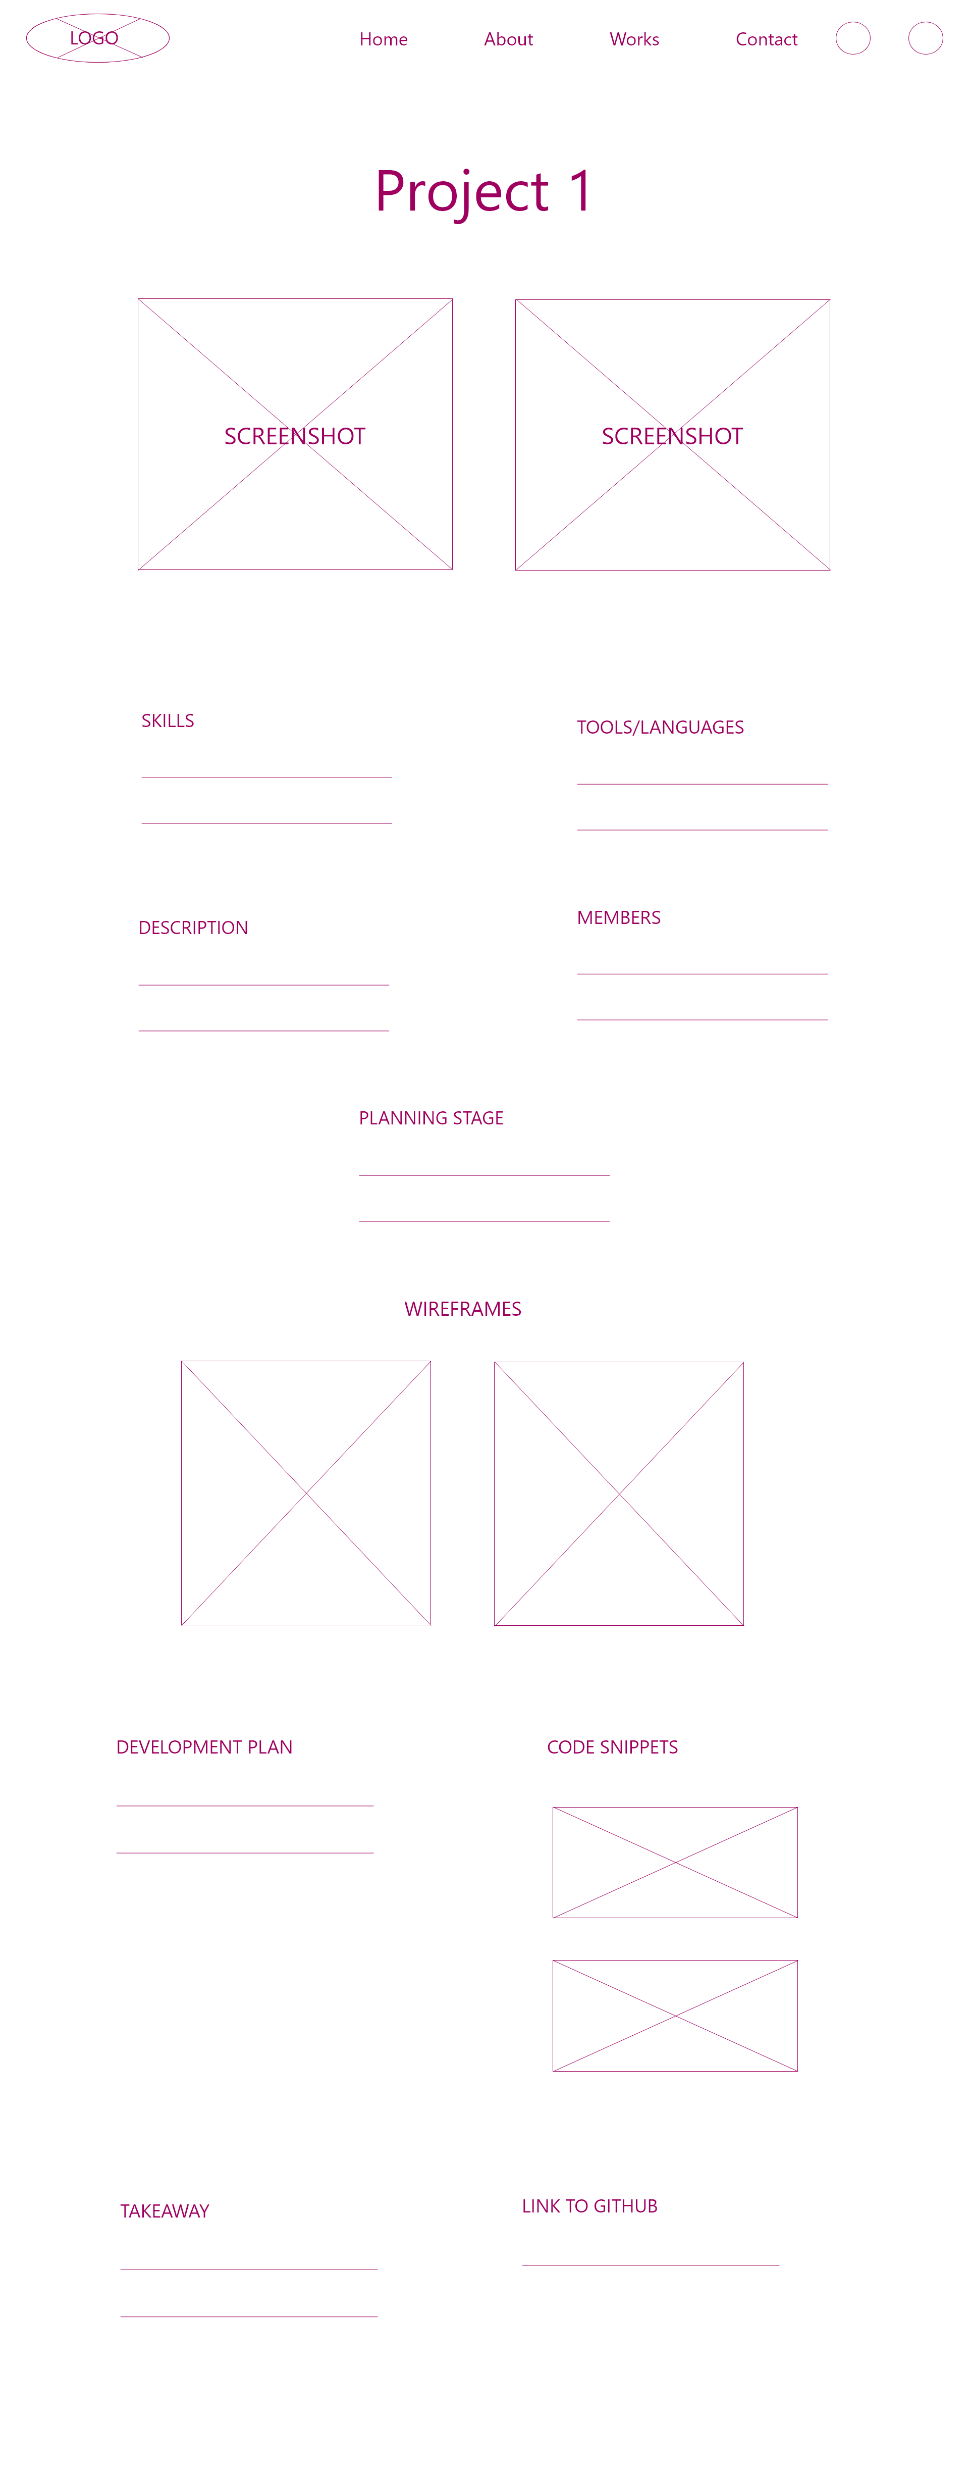 LOGO
Home About Works Contact
Project 1
SCREENSHOT SCREENSHOT
SKILLS
TOOLS/LANGUAGES
DESCRIPTION
MEMBERS
PLANNING STAGE
WIREFRAMES
DEVELOPMENT PLAN
CODE SNIPPETS
TAKEAWAY
LINK TO GITHUB